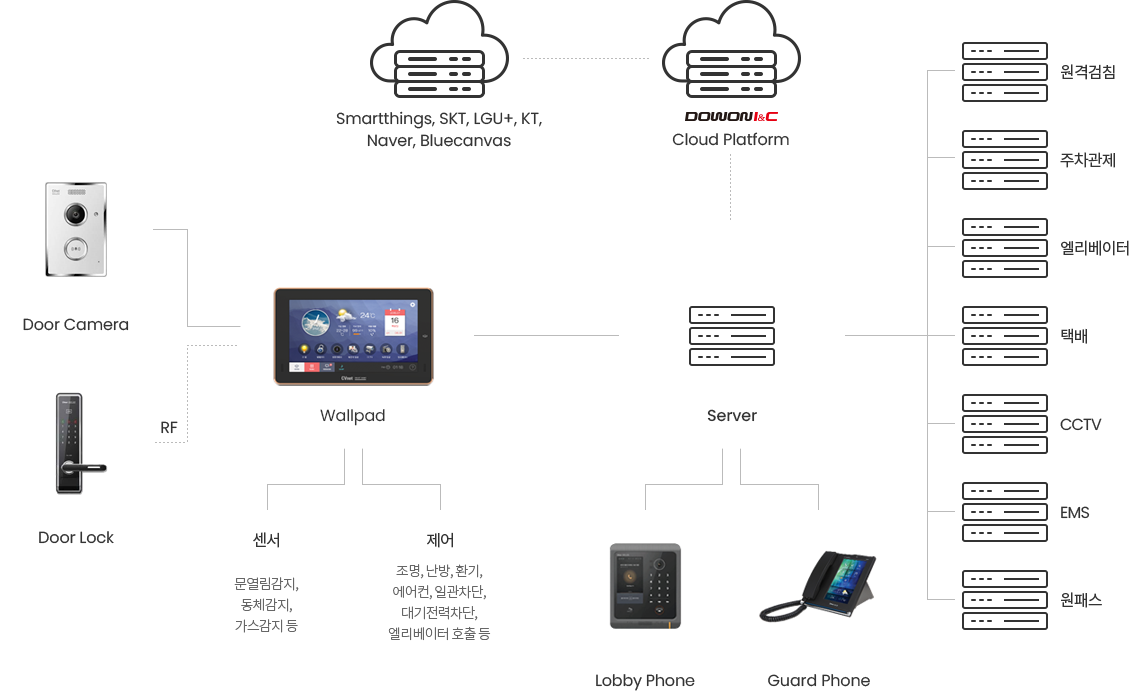 Smartthings, SKT, LGU+, KT,
Naver, Bluecanvas
DOWON I&C
Cloud Platform
원격검침
주차관제
엘리베이터
택배
CCTV
EMS
원패스
Door Camera
RF
Door Lock
24
16
Wallpad
Server
센서
문열림감지,
동체감지,
가스감지 등
제어
조명, 난방, 환기,
에어컨, 일관차단,
대기전력차단,
엘리베이터 호출 등
Lobby Phone
Guard Phone